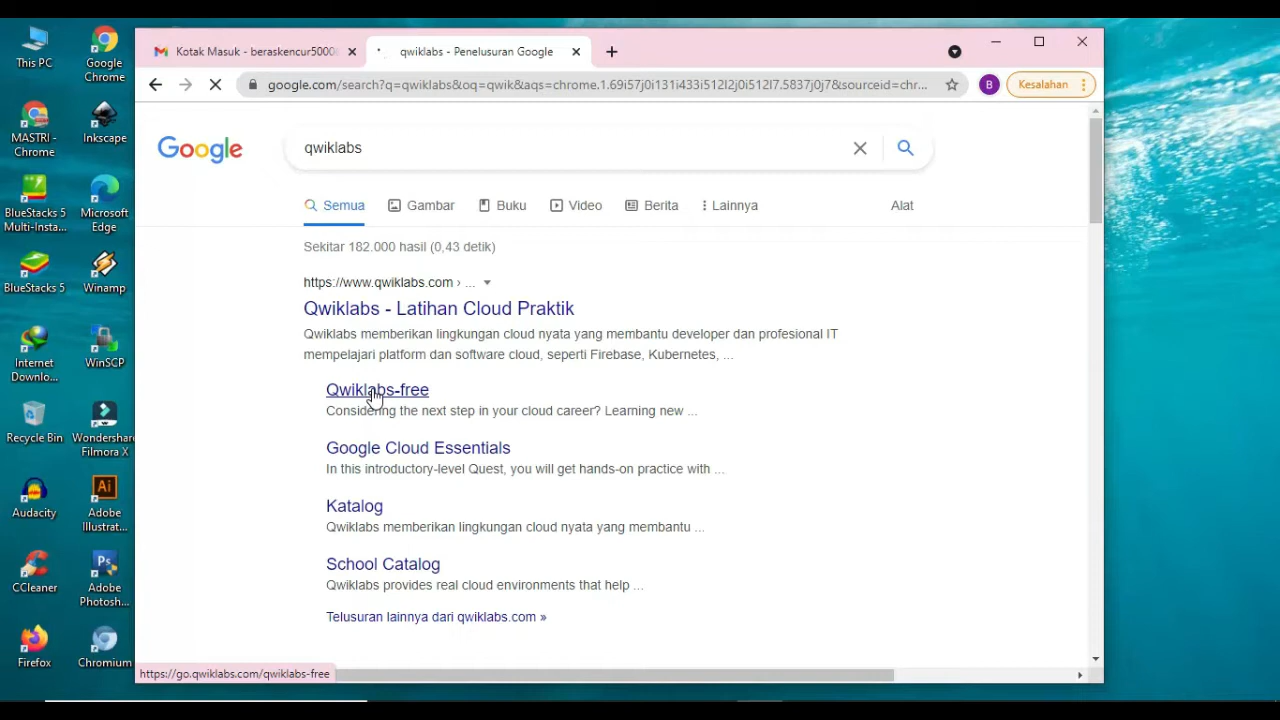 This PC
Google
Chrome
MASTRI -
Chrome
Inkscape
BlueStacks 5
Multi-Insta...
Microsoft
Edge
BlueStacks 5
Winamp
Internet
Downlo...
WinSCP
Recycle Bin
Wondershare
Filmora X
Audacity
Adobe
Illustrat...
CCleaner
Adobe
Photosh...
Firefox
Chromium
Kotak Masuk - beraskencur5000
qwiklabs - Penelusuran Google
google.com/search?q=qwiklabs&oq=qwik&aqs=chrome.1.69i57j0i131i433i512l2j0i512l7.5837j0j7&sourceid=chr...
B
Kesalahan
Google
qwiklabs
Semua
Gambar
Buku
Video
Berita
Lainnya
Alat
Sekitar 182.000 hasil (0,43 detik)
https://www.qwiklabs.com › ...
Qwiklabs - Latihan Cloud Praktik
Qwiklabs memberikan lingkungan cloud nyata yang membantu developer dan profesional IT
mempelajari platform dan software cloud, seperti Firebase, Kubernetes, ...
Qwiklabs-free
Considering the next step in your cloud career? Learning new ...
Google Cloud Essentials
In this introductory-level Quest, you will get hands-on practice with ...
Katalog
Qwiklabs memberikan lingkungan cloud nyata yang membantu ...
School Catalog
Qwiklabs provides real cloud environments that help ...
Telusuran lainnya dari qwiklabs.com »
https://go.qwiklabs.com/qwiklabs-free